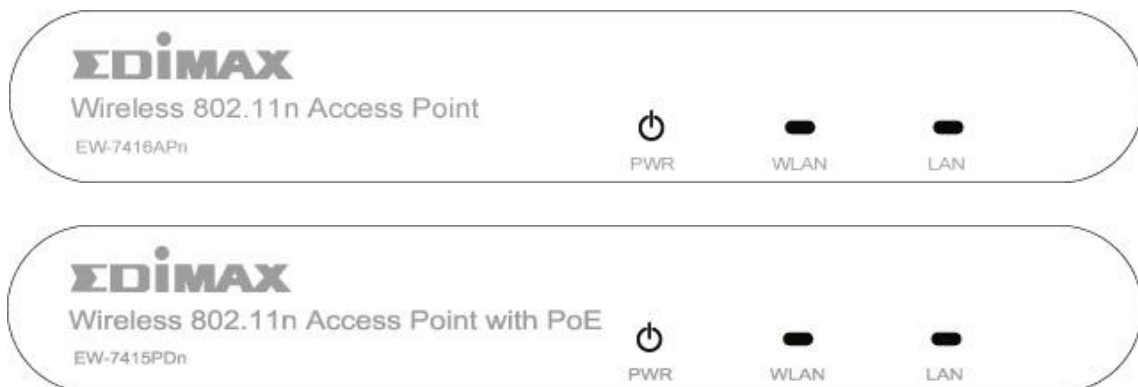 EDIMAX
Wireless 802.11n Access Point
EW-7416APn
PWR WLAN LAN
EDIMAX
Wireless 802.11n Access Point with PoE
EW-7415PDn
PWR WLAN LAN